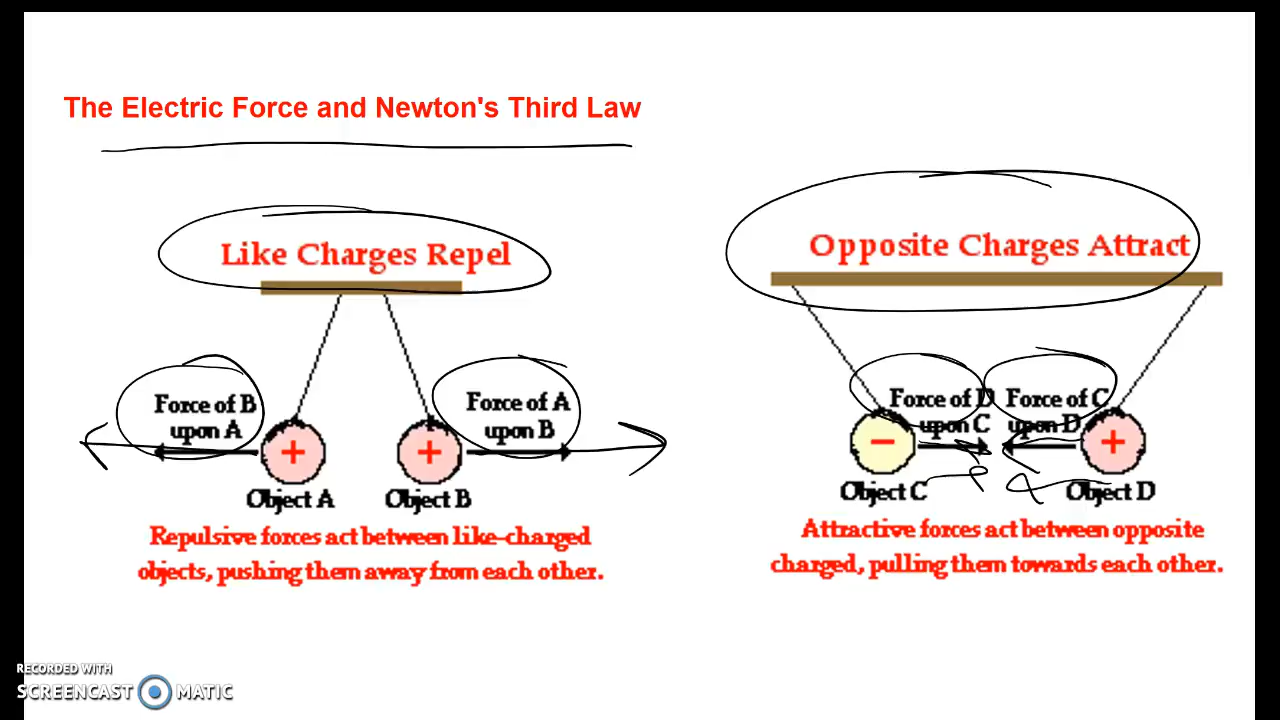 The Electric Force and Newton's Third Law
Like Charges Repel
Force of B
upon A
Force of A
upon B
+
+
Object A
Object B
Repulsive forces act between like-charged
objects, pushing them away from each other.
Opposite Charges Attract
Force of D
upon C
Force of C
upon D
−
+
Object C
Object D
Attractive forces act between opposite
charged, pulling them towards each other.
RECORDED WITH
SCREENCAST MATIC